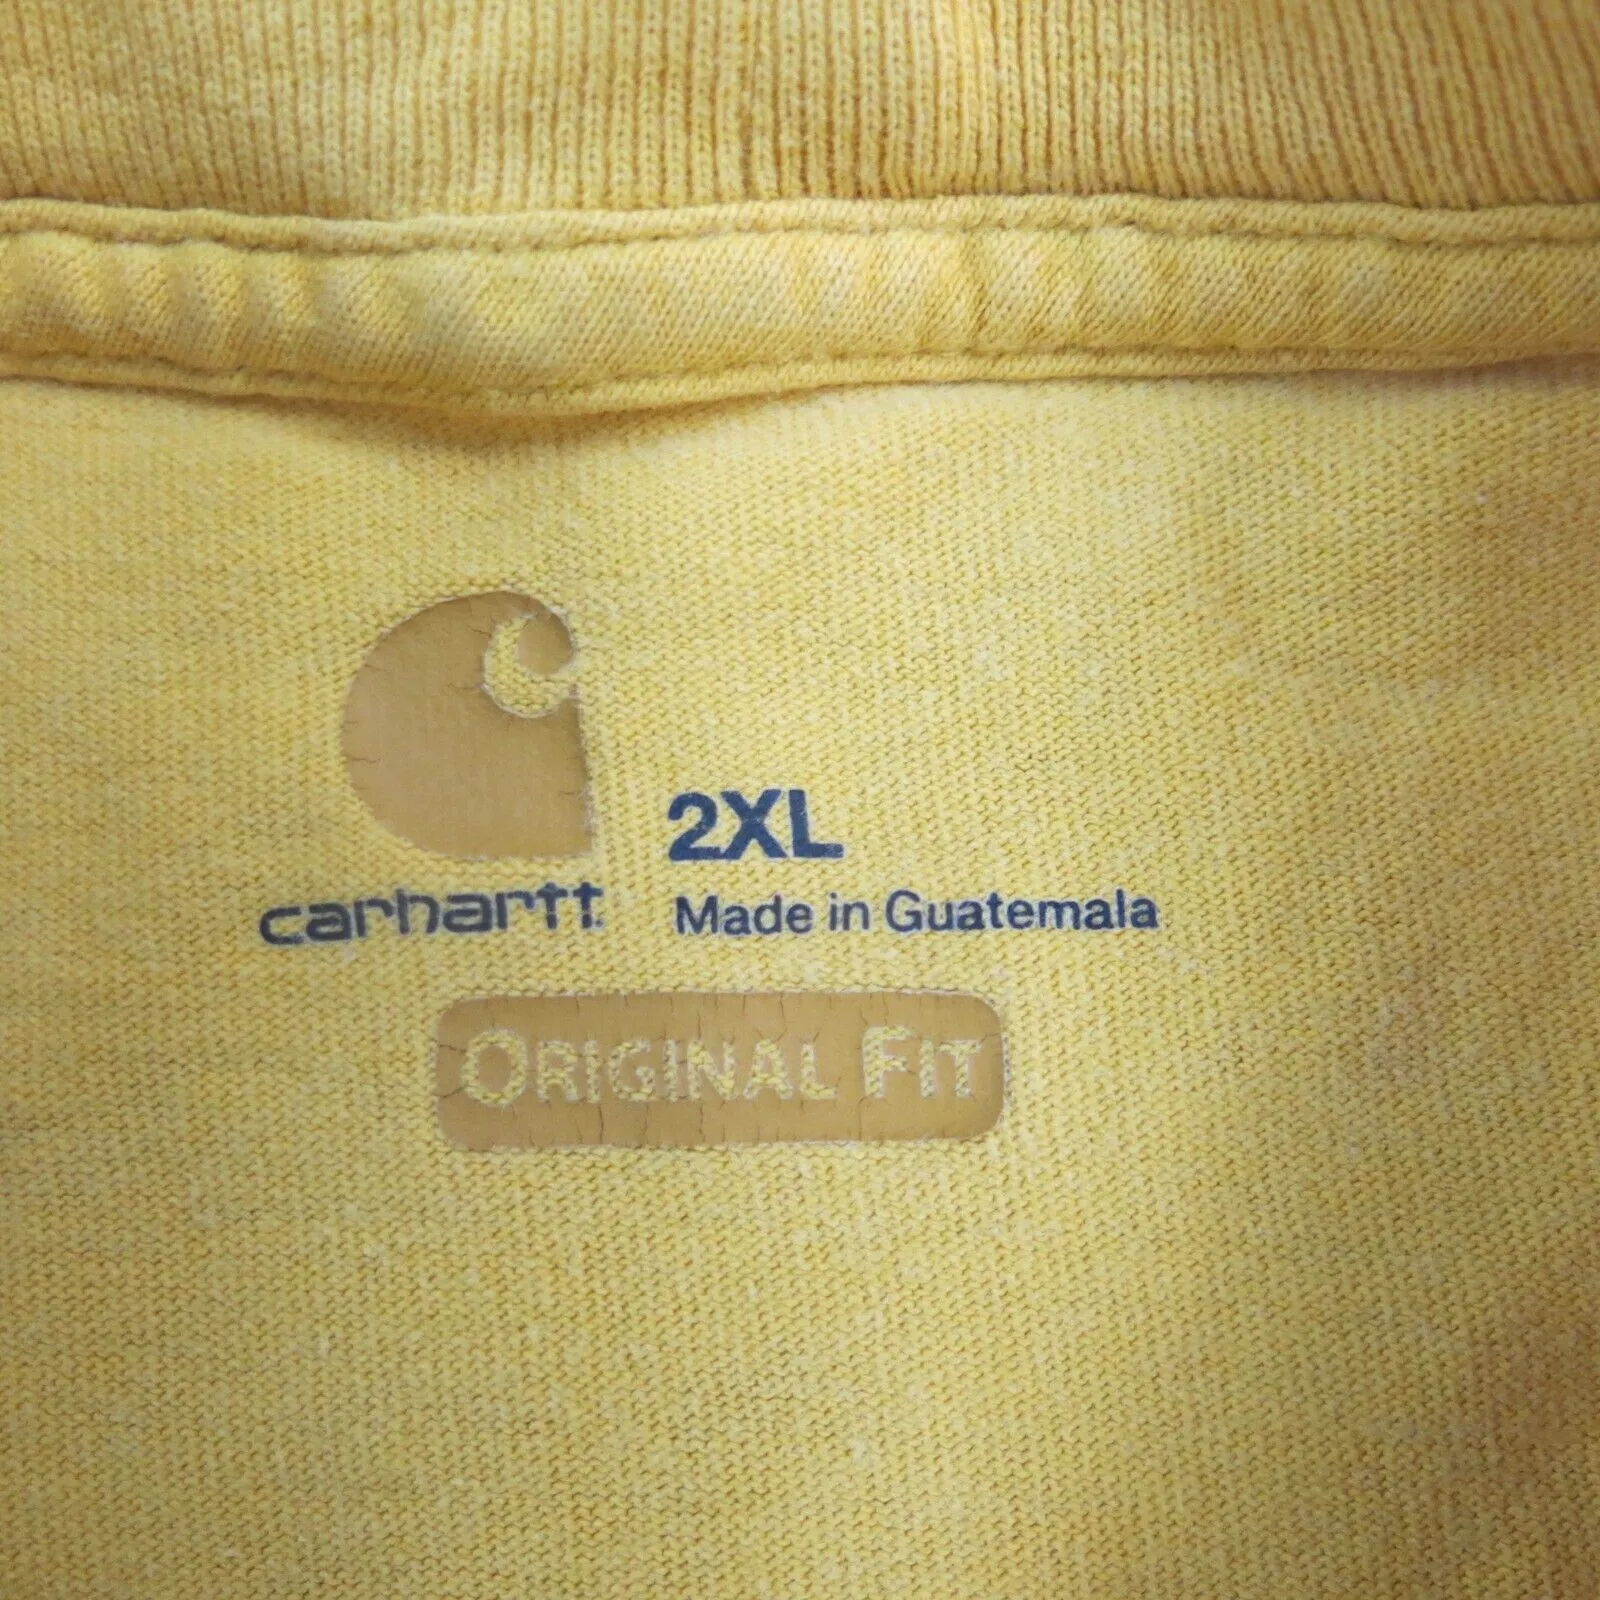 2XL
carhartt
Made in Guatemala
ORIGINAL FIT